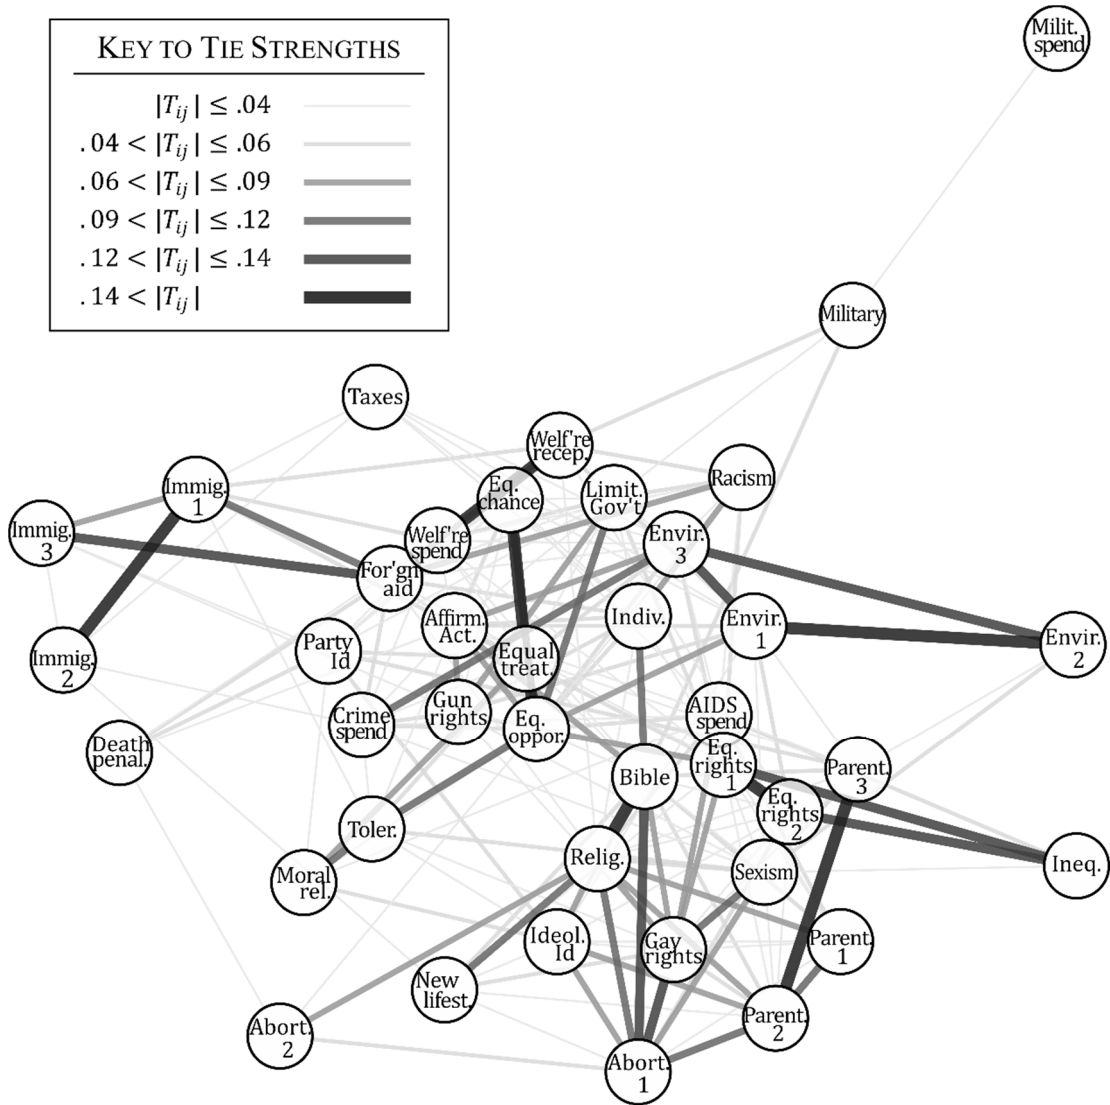 KEY TO TIE STRENGTHS
|Tij| ≤ .04
.04 < |Tij| ≤ .06
.06 < |Tij| ≤ .09
.09 < |Tij| ≤ .12
.12 < |Tij| ≤ .14
.14 < |Tij|
Milit.
spend
Military
Taxes
Welf're
recep.
Eq.
chance
Limit.
Gov't
Racism
Immig.
1
Immig.
3
Welf're
spend
Envir.
3
For'gn
aid
Affirm.
Act.
Indiv.
Envir.
1
Envir.
2
Party
Id
Equal
treat.
Immig.
2
Crime
spend
Gun
rights
Eq.
oppor.
AIDS
spend
Death
penal.
Bible
Eq.
rights
1
Parent.
3
Eq.
rights
2
Toler.
Relig.
Sexism
Ineq.
Moral
rel.
Ideol.
Id
Gay
rights
Parent.
1
New
lifest.
Parent.
2
Abort.
2
Abort.
1